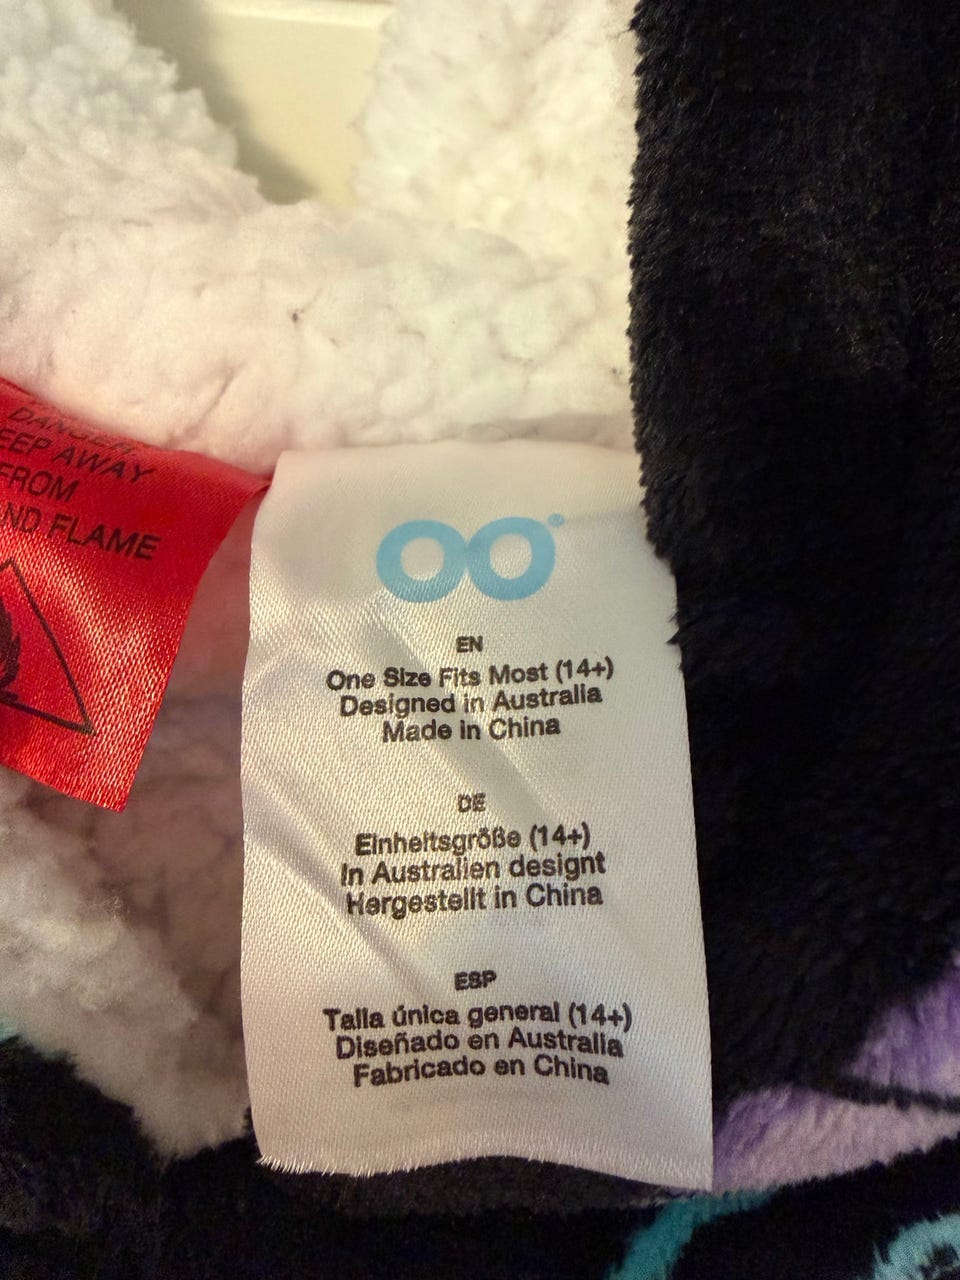 DANGER:
EEP AWAY
FROM
ND FLAME
OO
EN
One Size Fits Most (14+)
Designed in Australia
Made in China
DE
Einheitsgröße (14+)
In Australien designt
Hergestellt in China
ESP
Talla única general (14+)
Diseñado en Australia
Fabricado en China